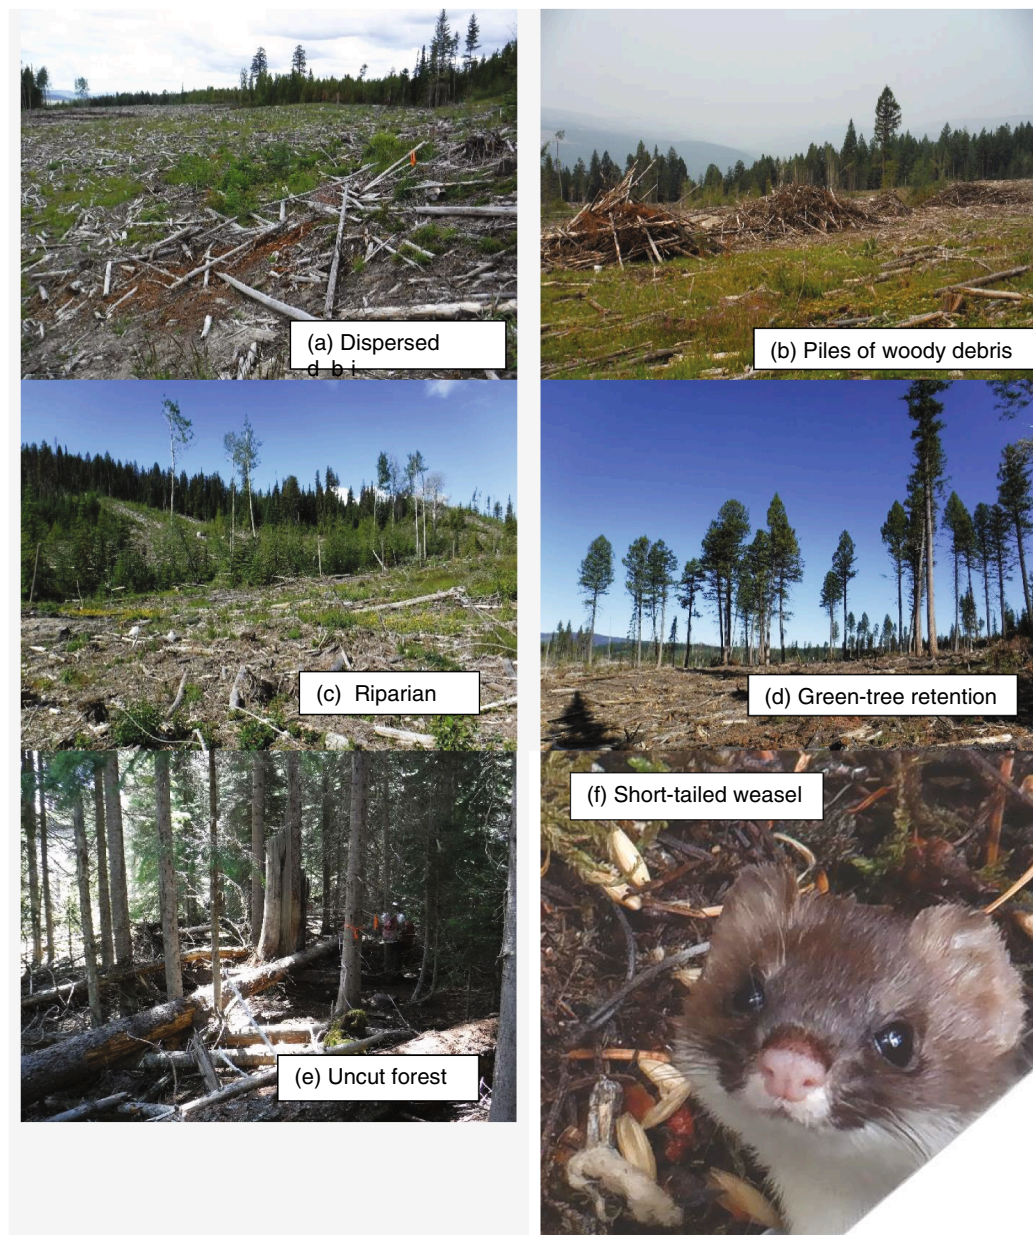 (a) Dispersed
(b) Piles of woody debris
(c) Riparian
(d) Green-tree retention
(e) Uncut forest
(f) Short-tailed weasel